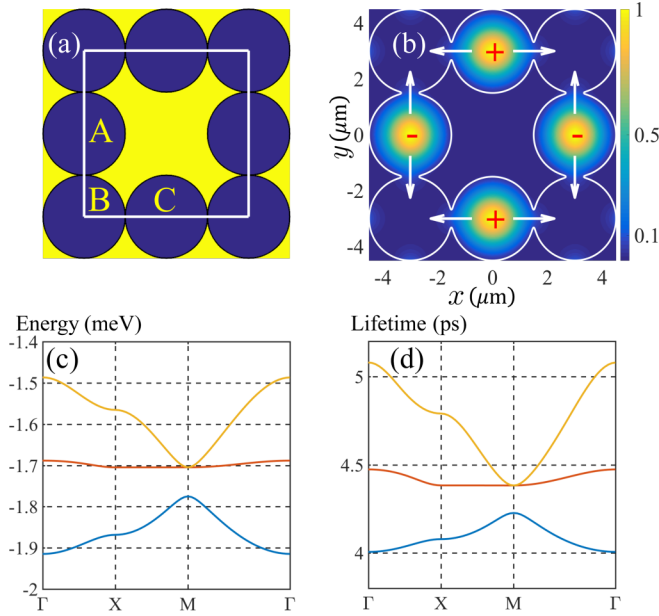 (a)
A
B
C
(b)
+
-
-
+
y (μm)
4
2
0
-2
-4
-4
-2
0
2
4
x (μm)
1
0.5
0.1
Energy (meV)
(c)
-1.4
-1.5
-1.6
-1.7
-1.8
-1.9
-2
Γ
X
M
Γ
Lifetime (ps)
(d)
5
4.5
4
Γ
X
M
Γ